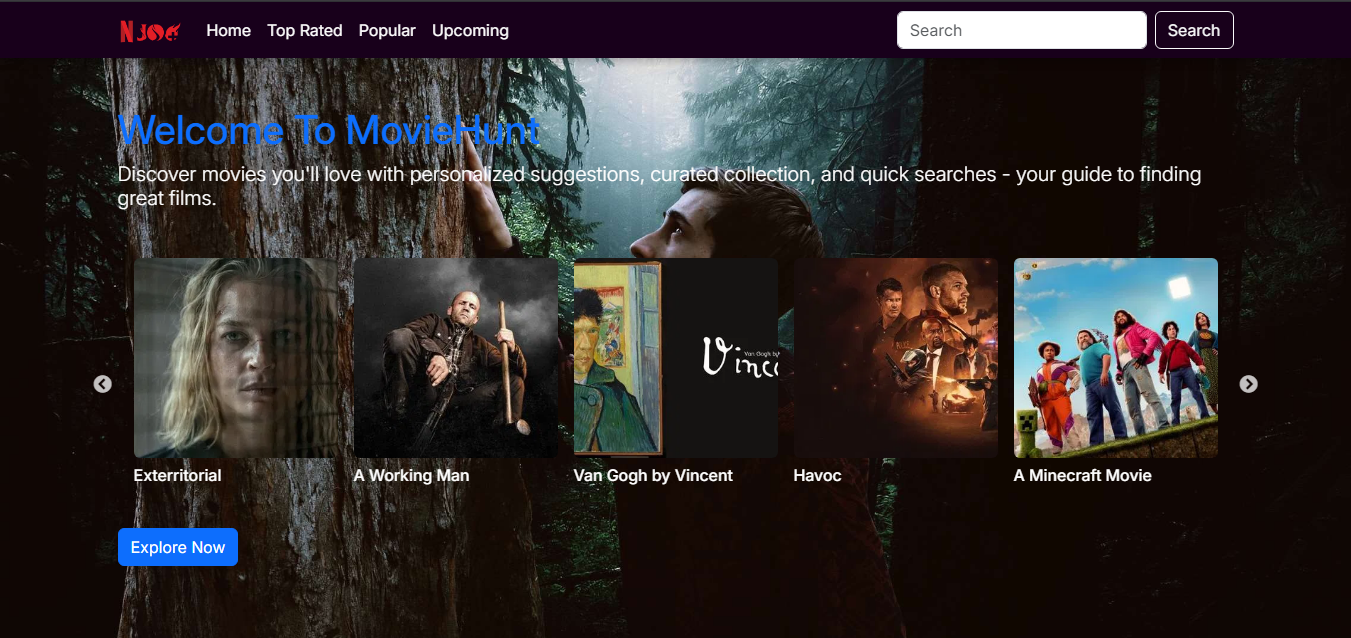 Njoy
Home Top Rated Popular Upcoming Search Search
Welcome To MovieHunt
Discover movies you'll love with personalized suggestions, curated collection, and quick searches - your guide to finding
great films.
Van Gogh by
Vinc
Exterritorial A Working Man Van Gogh by Vincent Havoc A Minecraft Movie
Explore Now